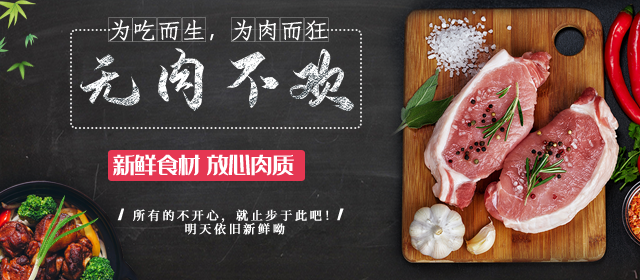 为吃而生，为肉而狂
无肉不欢
新鲜食材 放心肉质
所有的不开心，就止步于此吧！
明天依旧新鲜呦